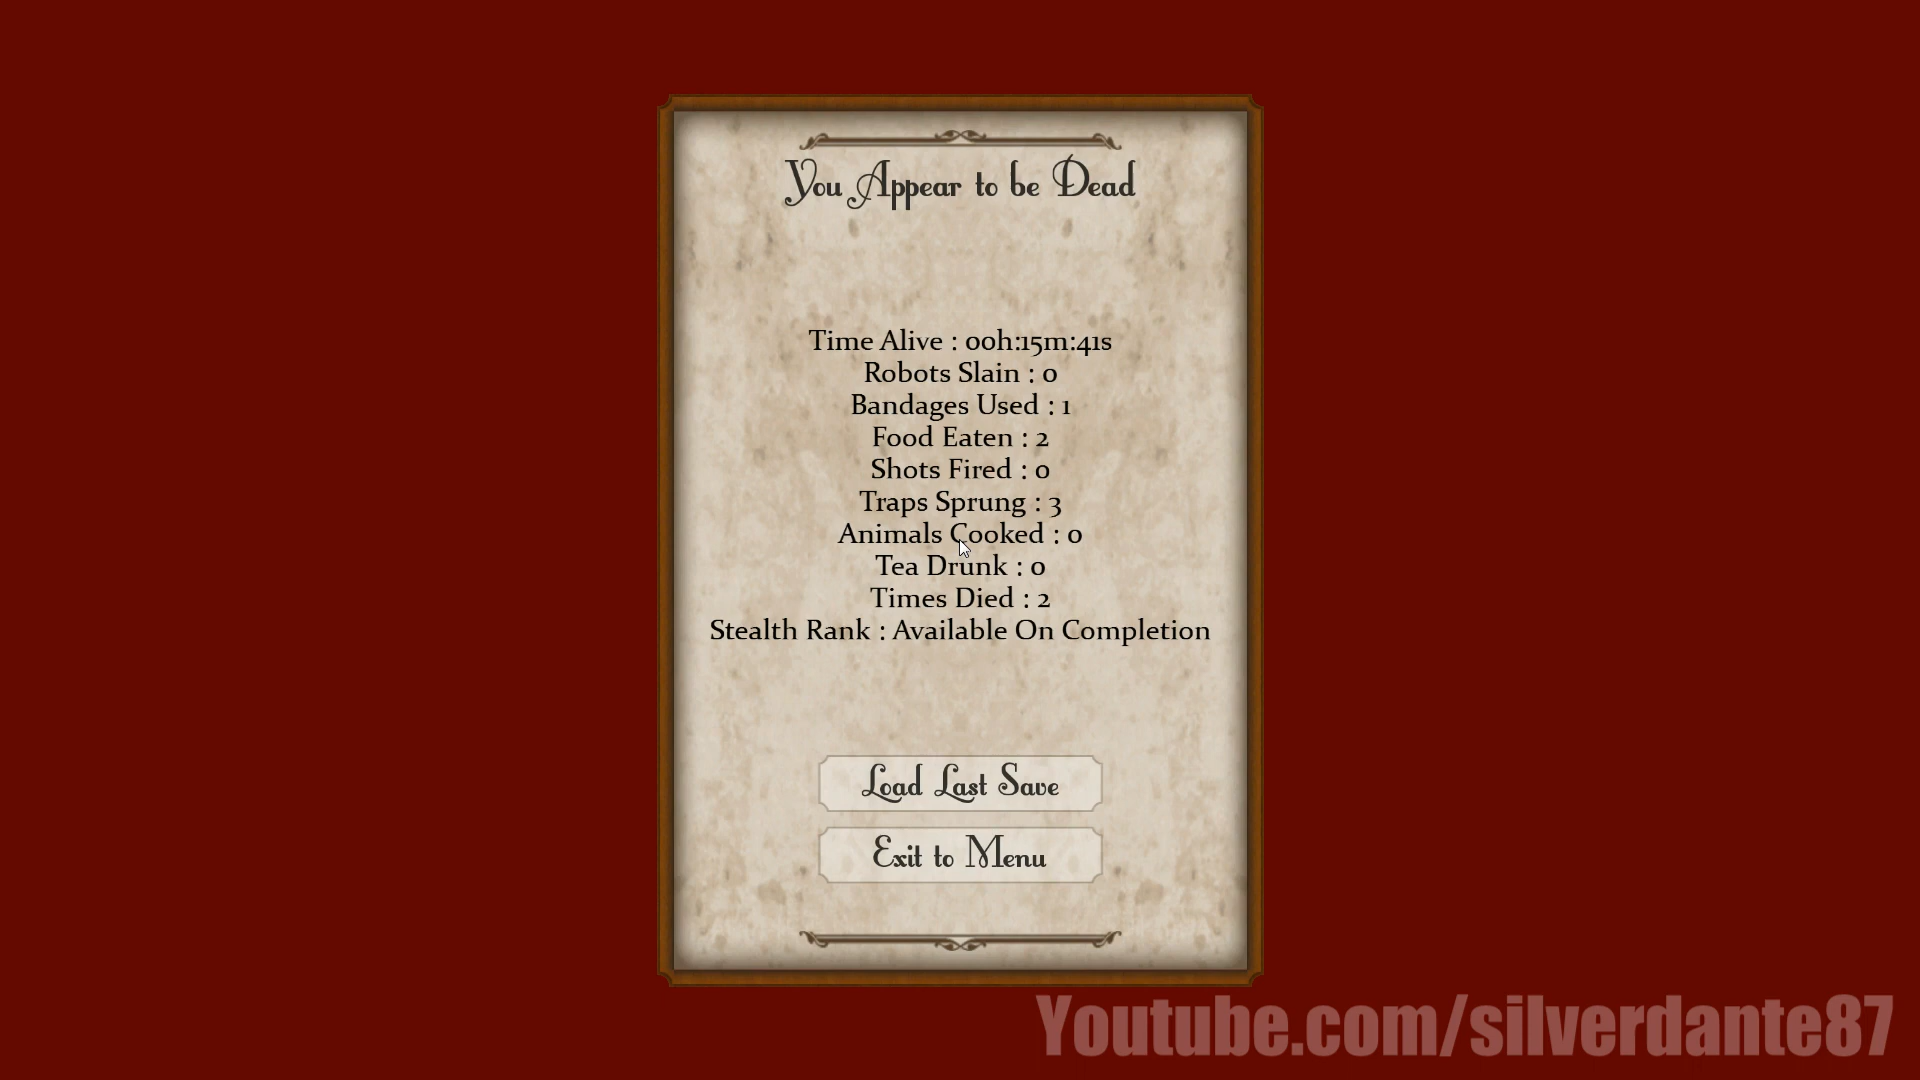 You Appear to be Dead
Time Alive : 00h:15m:41s
Robots Slain : 0
Bandages Used : 1
Food Eaten : 2
Shots Fired : 0
Traps Sprung : 3
Animals Cooked : 0
Tea Drunk : 0
Times Died : 2
Stealth Rank : Available On Completion
Load Last Save
Exit to Menu
Youtube.com/silverdante87